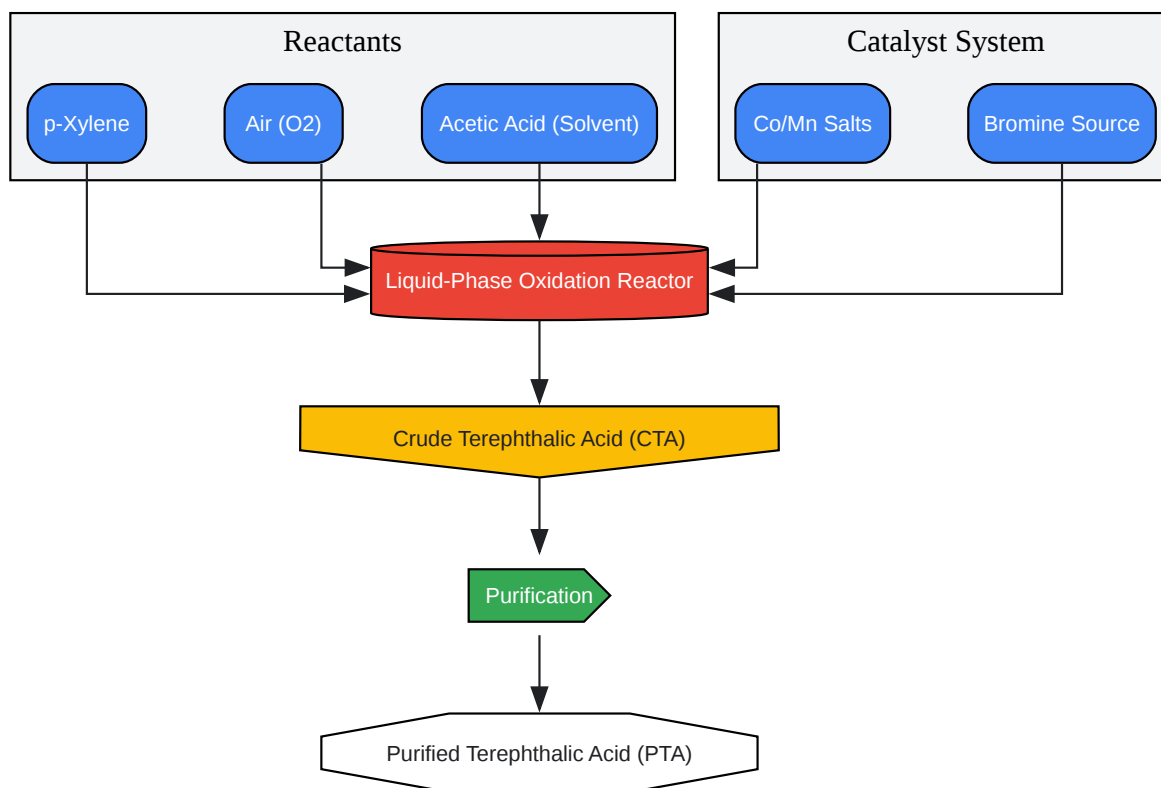 Reactants
Catalyst System
p-Xylene
Air (O2)
Acetic Acid (Solvent)
Co/Mn Salts
Bromine Source
Liquid-Phase Oxidation Reactor
Crude Terephthalic Acid (CTA)
Purification
Purified Terephthalic Acid (PTA)